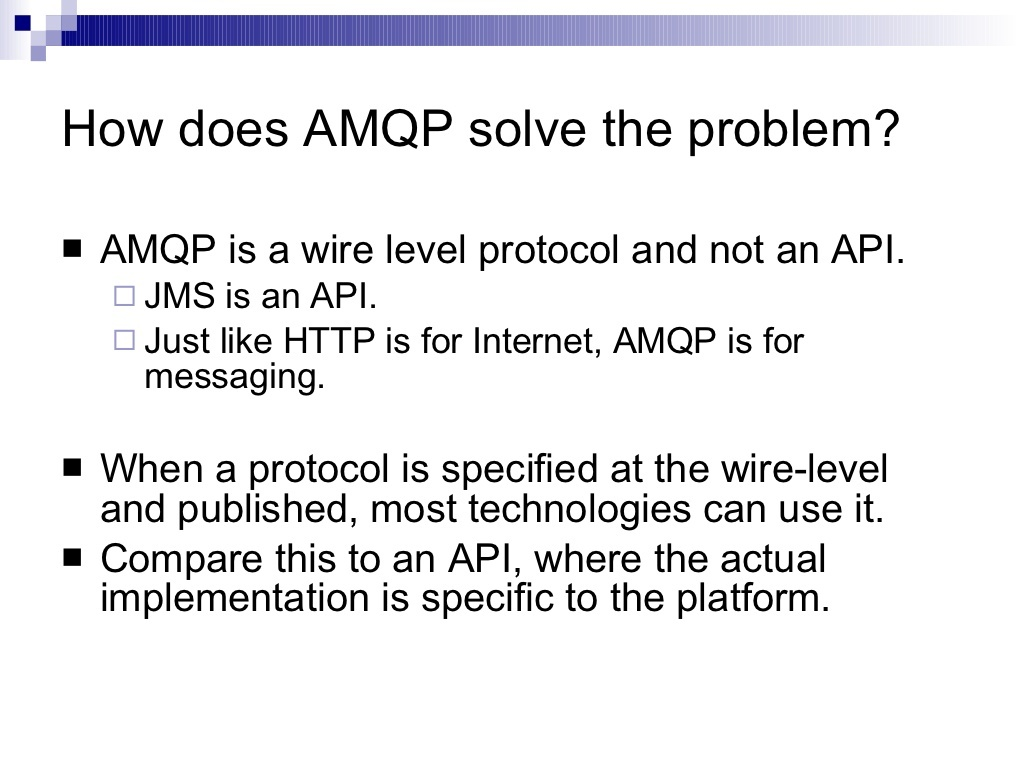 How does AMQP solve the problem?
AMQP is a wire level protocol and not an API.
JMS is an API.
Just like HTTP is for Internet, AMQP is for
messaging.
When a protocol is specified at the wire-level
and published, most technologies can use it.
Compare this to an API, where the actual
implementation is specific to the platform.